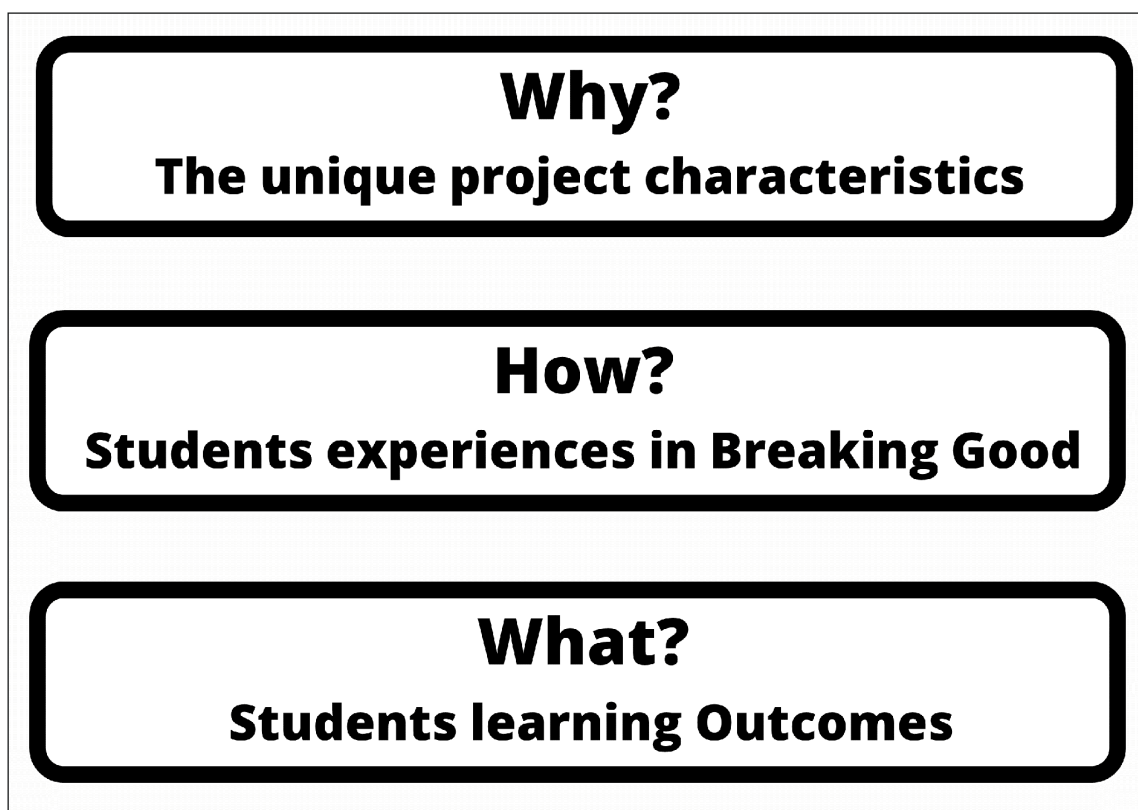 Why?
The unique project characteristics
How?
Students experiences in Breaking Good
What?
Students learning Outcomes